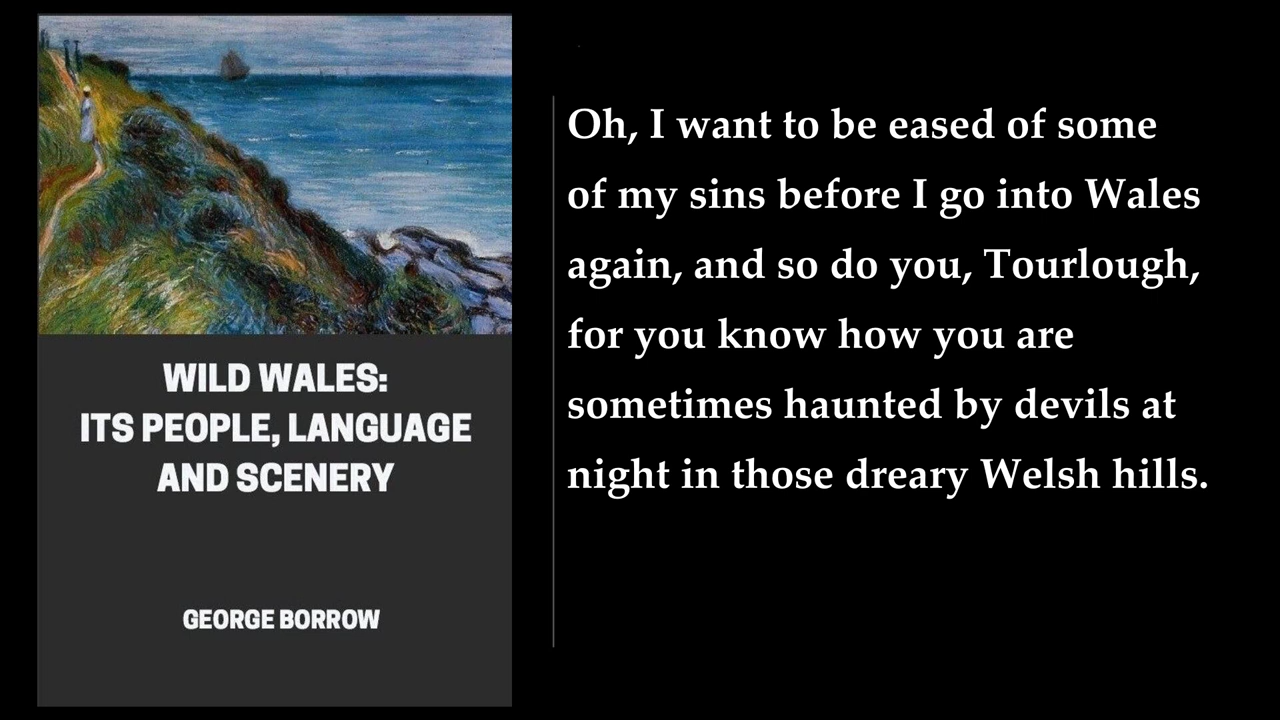 WILD WALES:
ITS PEOPLE, LANGUAGE
AND SCENERY
GEORGE BORROW
Oh, I want to be eased of some
of my sins before I go into Wales
again, and so do you, Tourlough,
for you know how you are
sometimes haunted by devils at
night in those dreary Welsh hills.